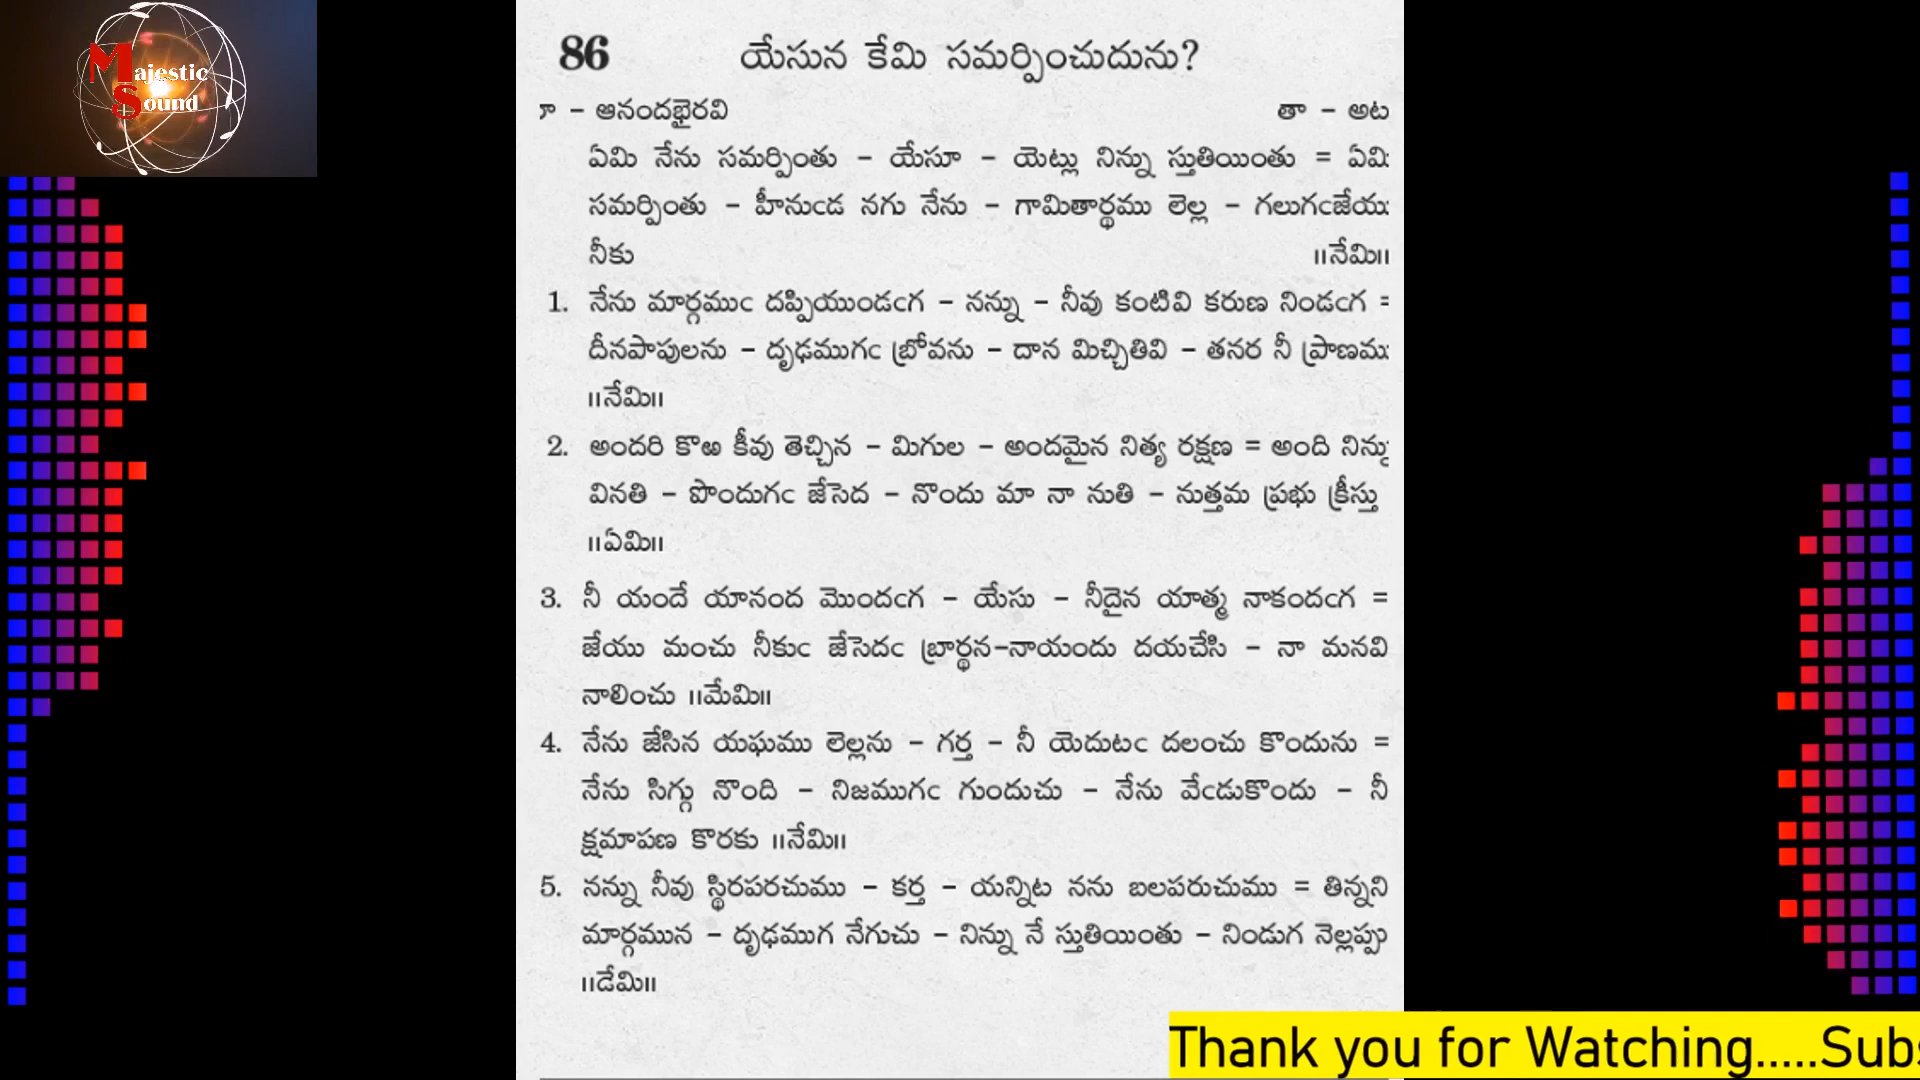 Majestic
Sound
86 యేసున కేమి సమర్పించుదును?
– ఆనందభైరవి తా – అట
ఏమి నేను సమర్పింతు – యేసూ – యెట్లు నిన్ను స్తుతియింతు = ఏమి
సమర్పింతు – హీనుఁడ నగు నేను – గామితార్థము లెల్ల – గలుగఁజేయు
నీకు ॥నేమి॥
1. నేను మార్గముఁ దప్పియుండఁగ – నన్ను – నీవు కంటివి కరుణ నిండఁగ =
దీనపాపులను – దృఢముగఁ బ్రోవను – దాన మిచ్చితివి – తనర నీ ప్రాణము
॥నేమి॥
2. అందరి కొఱ కీవు తెచ్చిన – మిగుల – అందమైన నిత్య రక్షణ = అంది నిన్ను
వినతి – పొందుగఁ జేసెద – నొందు మా నా నుతి – నుత్తమ ప్రభు క్రీస్తు
॥ఏమి॥
3. నీ యందే యానంద మొందఁగ – యేసు – నీదైన యాత్మ నాకందఁగ =
జేయు మంచు నీకుఁ జేసెదఁ బ్రార్థన-నాయందు దయచేసి – నా మనవి
నాలించు ॥మేమి॥
4. నేను జేసిన యఘము లెల్లను – గర్త – నీ యెదుటఁ దలంచు కొందును =
నేను సిగ్గు నొంది – నిజముగఁ గుందుచు – నేను వేఁడుకొందు – నీ
క్షమాపణ కొరకు ॥నేమి॥
5. నన్ను నీవు స్థిరపరచుము – కర్త – యన్నిట నను బలపరుచుము = తిన్నని
మార్గమున – దృఢముగ నేగుచు – నిన్ను నే స్తుతియింతు – నిండుగ నెల్లప్పు
॥డేమి॥
Thank you for Watching.....Subs